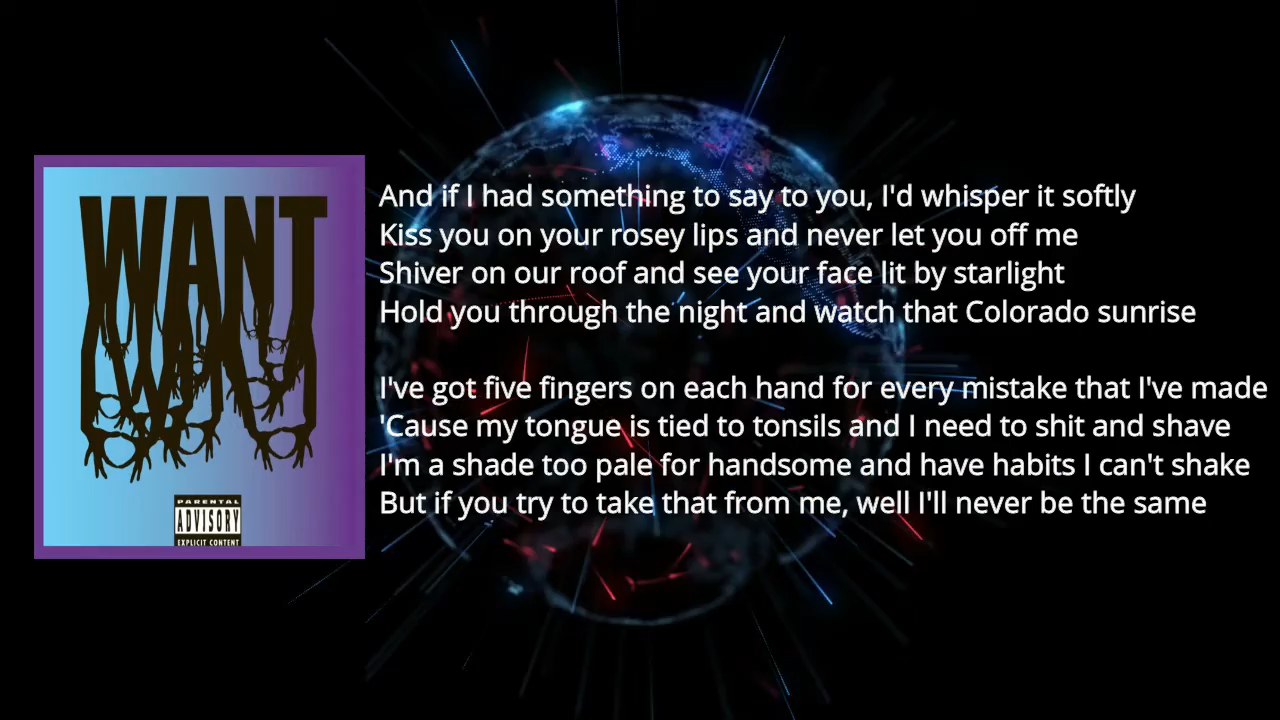 WANT
PARENTAL
ADVISORY
EXPLICIT CONTENT
And if I had something to say to you, I'd whisper it softly
Kiss you on your rosey lips and never let you off me
Shiver on our roof and see your face lit by starlight
Hold you through the night and watch that Colorado sunrise
I've got five fingers on each hand for every mistake that I've made
'Cause my tongue is tied to tonsils and I need to shit and shave
I'm a shade too pale for handsome and have habits I can't shake
But if you try to take that from me, well I'll never be the same